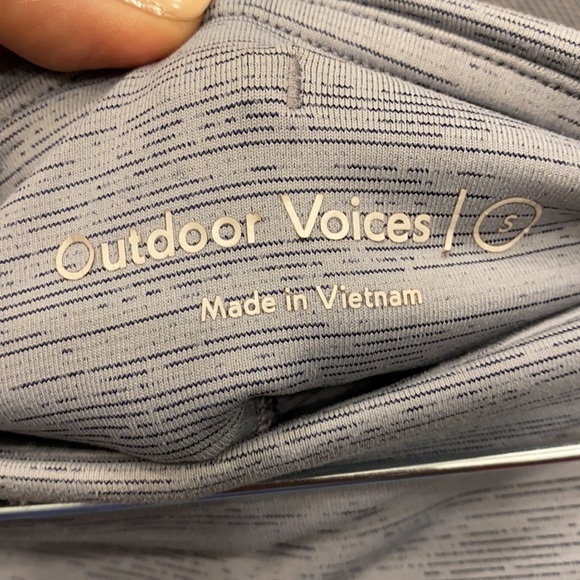 Outdoor Voices / S
Made in Vietnam